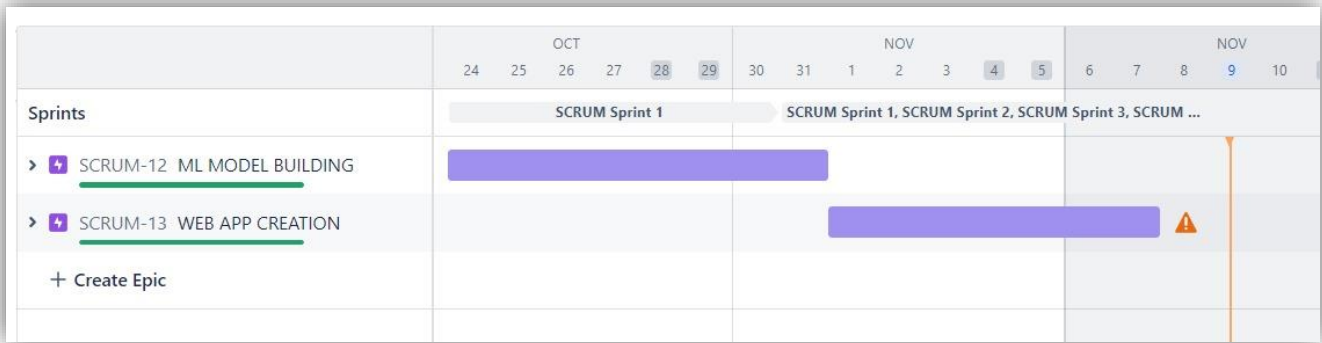 OCT NOV NOV
24 25 26 27 28 29 30 31 1 2 3 4 5 6 7 8 9 10
Sprints SCRUM Sprint 1 SCRUM Sprint 1, SCRUM Sprint 2, SCRUM Sprint 3, SCRUM ...
SCRUM-12 ML MODEL BUILDING
SCRUM-13 WEB APP CREATION
+ Create Epic